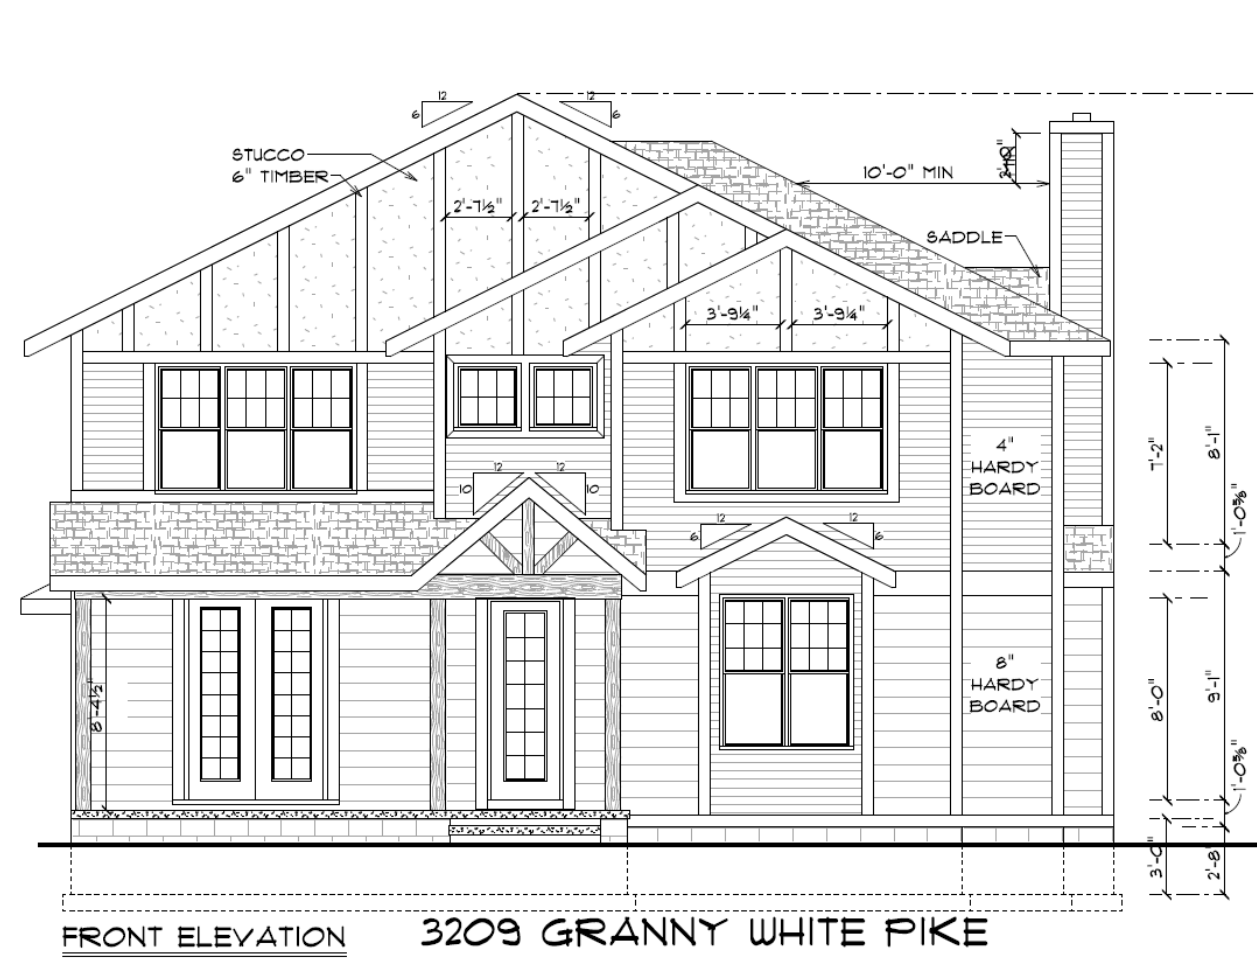 12
12
6
6
STUCCO
6" TIMBER
10'-0" MIN
2'-7½"
2'-7½"
SADDLE
3'-9¼"
3'-9¼"
4"
HARDY
BOARD
7'-2"
8'-1"
12
12
10
10
1'-0⅝"
12
12
6
6
8"
HARDY
BOARD
8'-4½"
8'-0"
9'-1"
1'-0⅝"
3'-0"
2'-8"
FRONT ELEVATION
3209 GRANNY WHITE PIKE